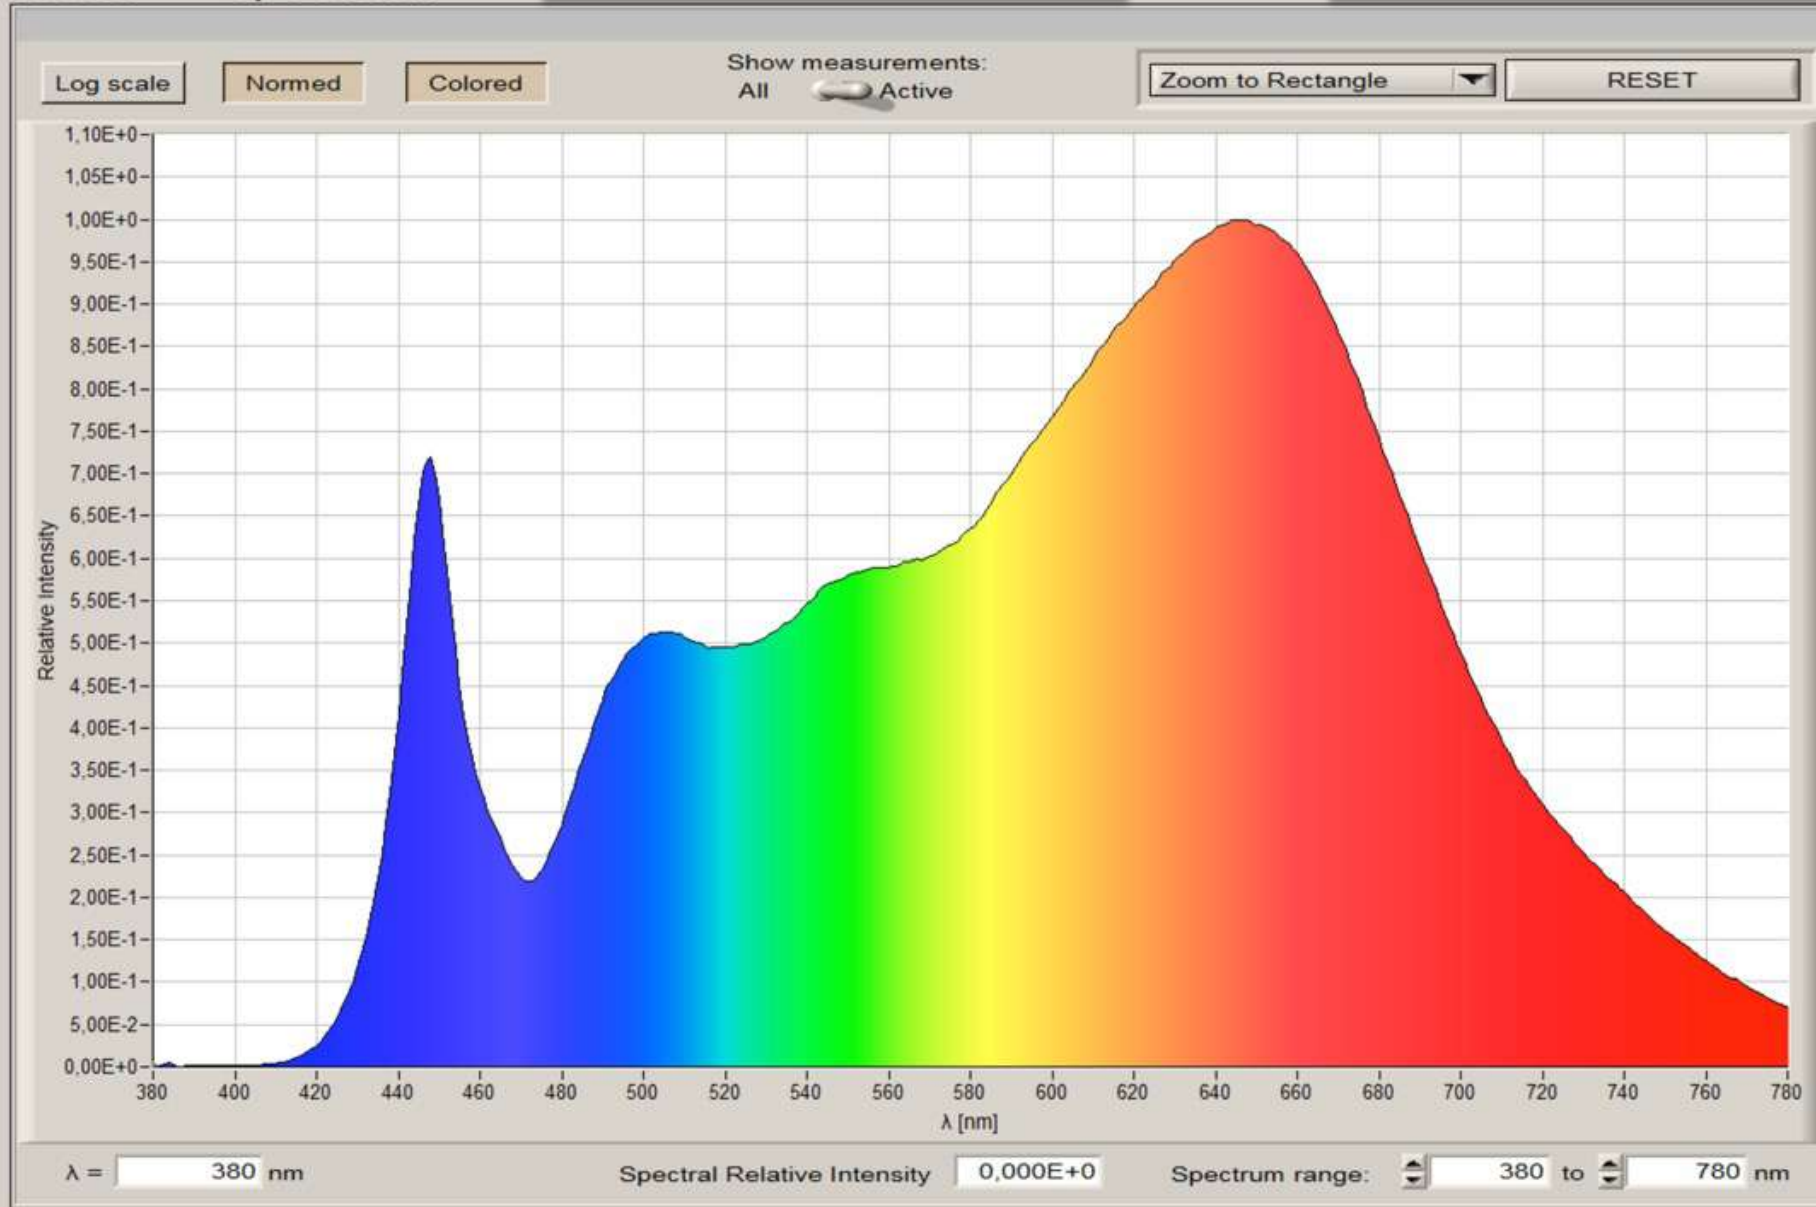 Log scale
Normed
Colored
Show measurements:
All Active
Zoom to Rectangle
RESET
1,10E+0
1,05E+0
1,00E+0
9,50E-1
9,00E-1
8,50E-1
8,00E-1
7,50E-1
7,00E-1
6,50E-1
6,00E-1
5,50E-1
5,00E-1
4,50E-1
4,00E-1
3,50E-1
3,00E-1
2,50E-1
2,00E-1
1,50E-1
1,00E-1
5,00E-2
0,00E+0
Relative Intensity
380 400 420 440 460 480 500 520 540 560 580 600 620 640 660 680 700 720 740 760 780
λ [nm]
λ = 380 nm
Spectral Relative Intensity 0,000E+0
Spectrum range: 380 to 780 nm